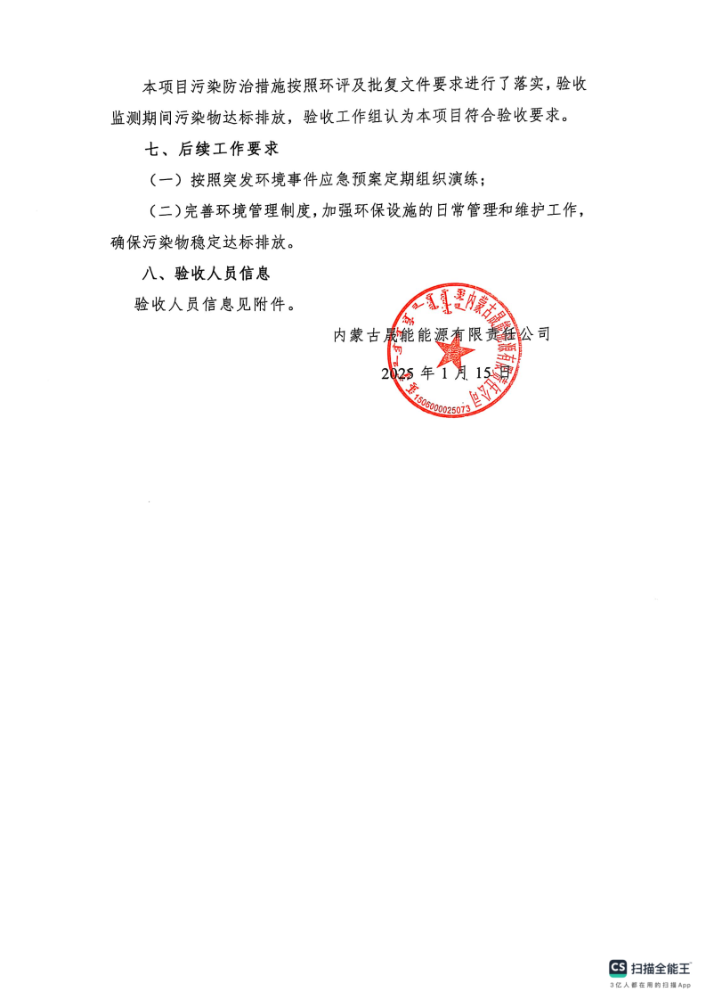 本项目污染防治措施按照环评及批复文件要求进行了落实，验收
监测期间污染物达标排放，验收工作组认为本项目符合验收要求。
七、后续工作要求
（一）按照突发环境事件应急预案定期组织演练；
（二）完善环境管理制度，加强环保设施的日常管理和维护工作，
确保污染物稳定达标排放。
八、验收人员信息
验收人员信息见附件。
内蒙古晟能能源有限责任公司
2025 年 1 月 15 日
内蒙古晟能能源有限责任公司
1506000025073
CS 扫描全能王
3亿人都在用的扫描App